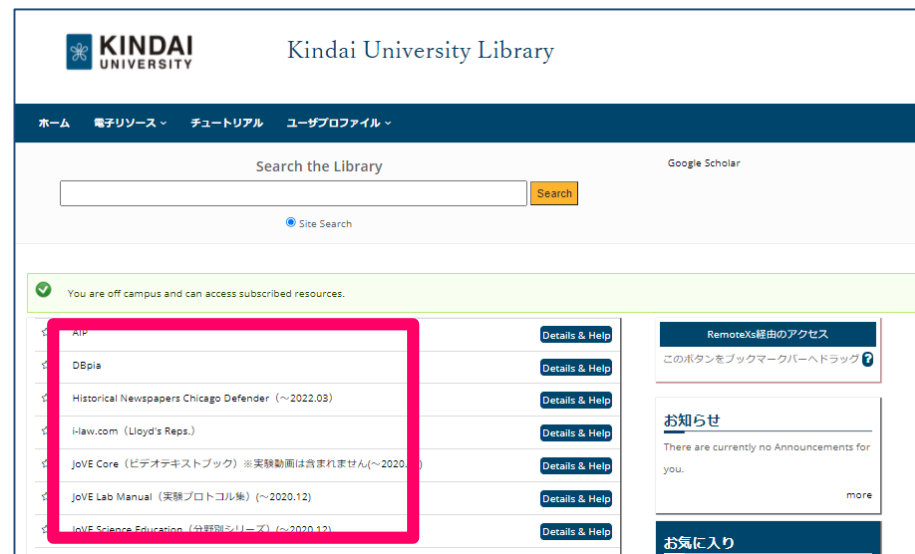 KINDAI
UNIVERSITY
Kindai University Library
ホーム 電子リソース チュートリアル ユーザプロファイル
Search the Library
Google Scholar
Search
Site Search
You are off campus and can access subscribed resources.
AIP
Details & Help
DBpia
Details & Help
Historical Newspapers Chicago Defender（～2022.03）
Details & Help
i-law.com（Lloyd's Reps.）
Details & Help
JoVE Core（ビデオテキストブック）※実験動画は含まれません(～2020.
Details & Help
JoVE Lab Manual（実験プロトコル集）(～2020.12)
Details & Help
JoVE Science Education（分野別シリーズ）(～2020.12)
Details & Help
RemoteXs経由のアクセス
このボタンをブックマークバーへドラッグ ?
お知らせ
There are currently no Announcements for
you.
more
お気に入り